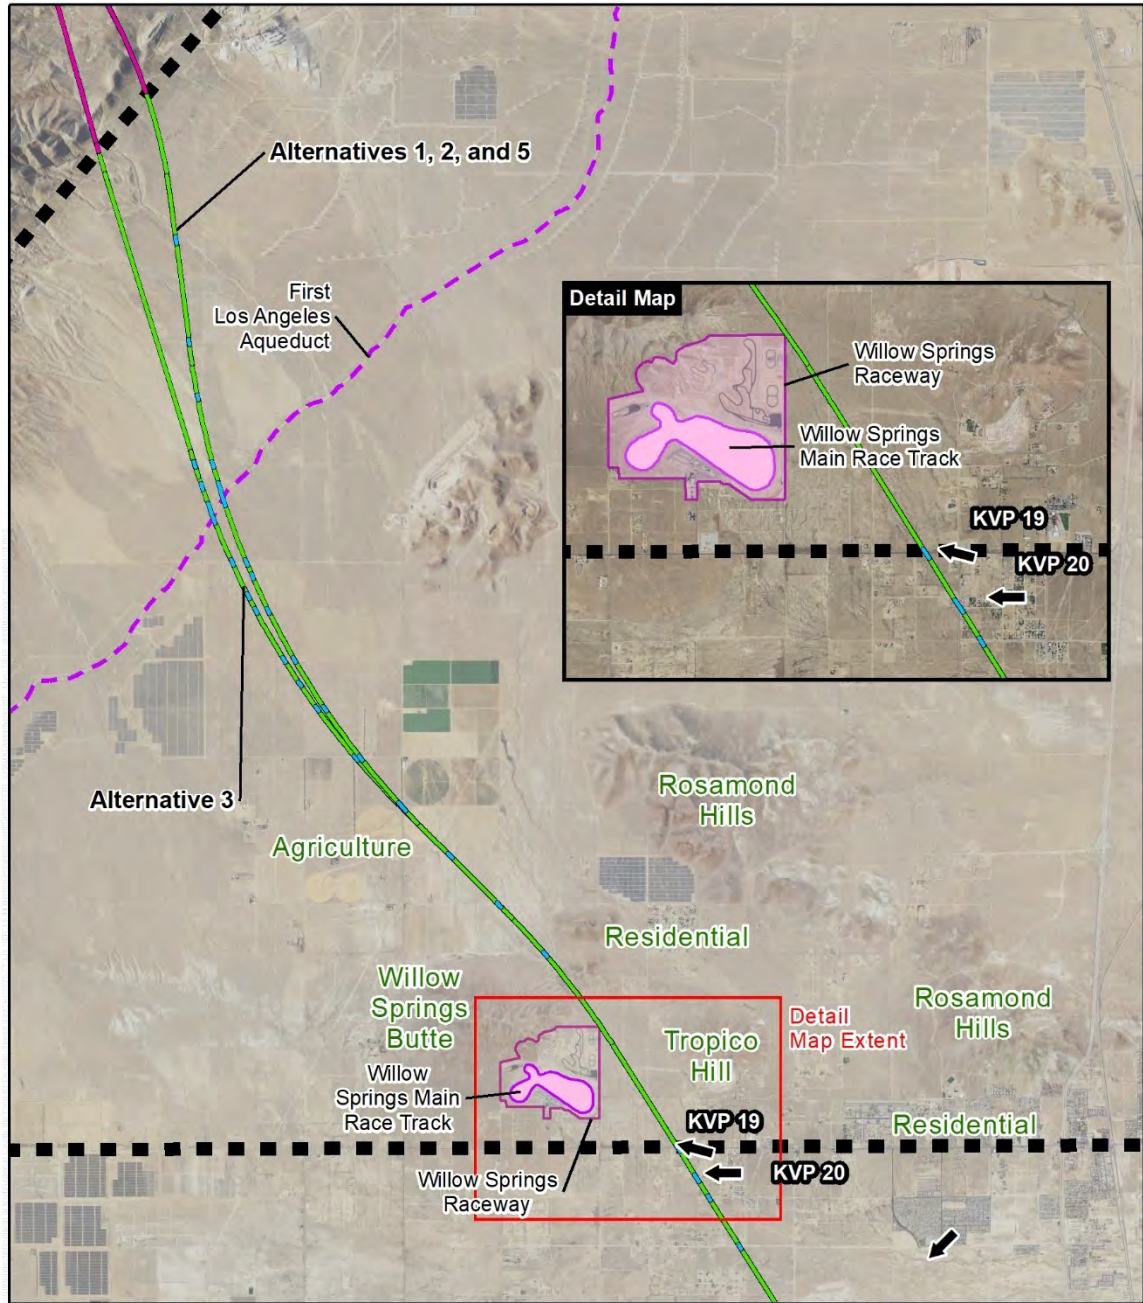 Alternatives 1, 2, and 5
First
Los Angeles
Aqueduct
Detail Map
Willow Springs
Raceway
Willow Springs
Main Race Track
KVP 19
KVP 20
Alternative 3
Rosamond
Hills
Agriculture
Residential
Willow
Springs
Butte
Rosamond
Hills
Detail
Map Extent
Tropico
Hill
Willow
Springs Main
Race Track
KVP 19
Residential
KVP 20
Willow Springs
Raceway